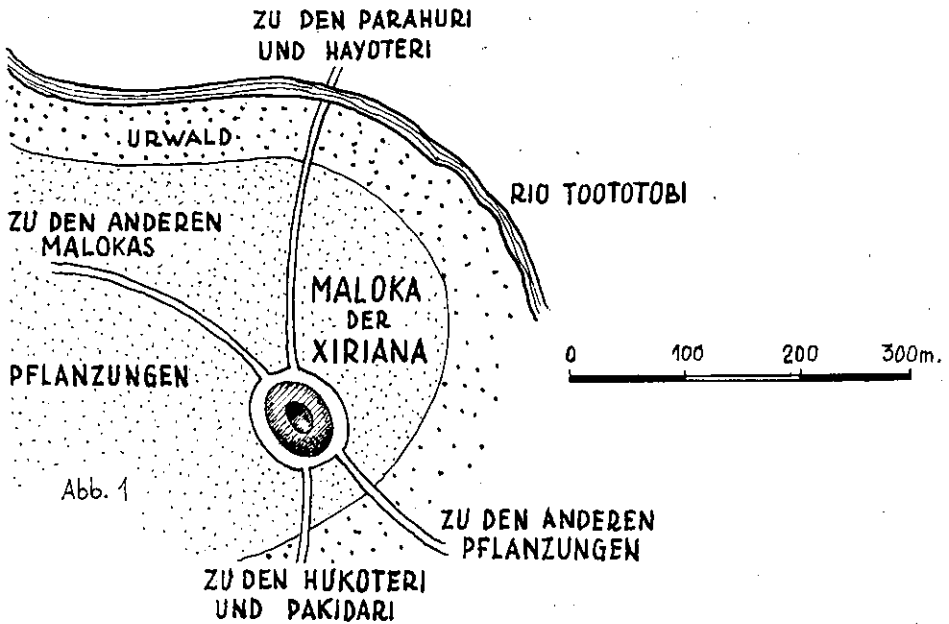 ZU DEN PARAHURI
UND HAYOTERI
URWALD
RIO TOOTOTOBI
ZU DEN ANDEREN
MALOKAS
MALOKA
DER
XIRIANA
0 100 200 300m.
PFLANZUNGEN
Abb. 1
ZU DEN ANDEREN
PFLANZUNGEN
ZU DEN HUKOTERI
UND PAKIDARI